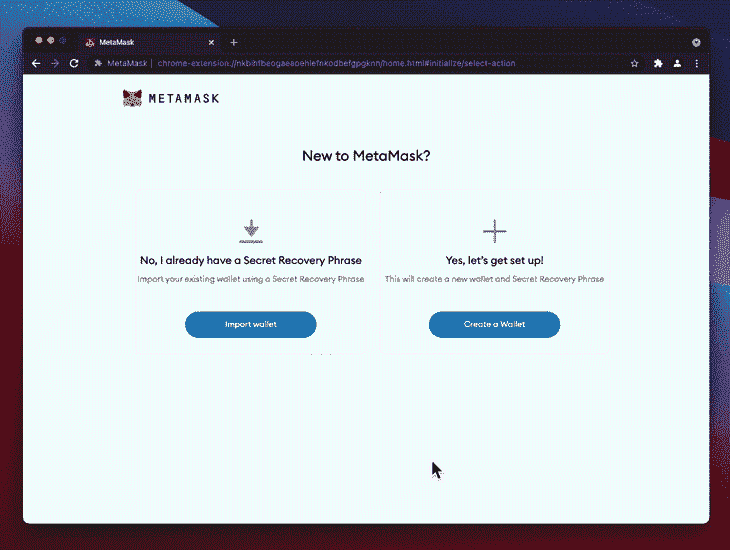 MetaMask
MetaMask | chrome-extension://nkbihfbeogaeaoehlefnkodbefgpgknn/home.html#initialize/select-action
METAMASK
New to MetaMask?
No, I already have a Secret Recovery Phrase
Import your existing wallet using a Secret Recovery Phrase
Import wallet
Yes, let's get set up!
This will create a new wallet and Secret Recovery Phrase
Create a Wallet